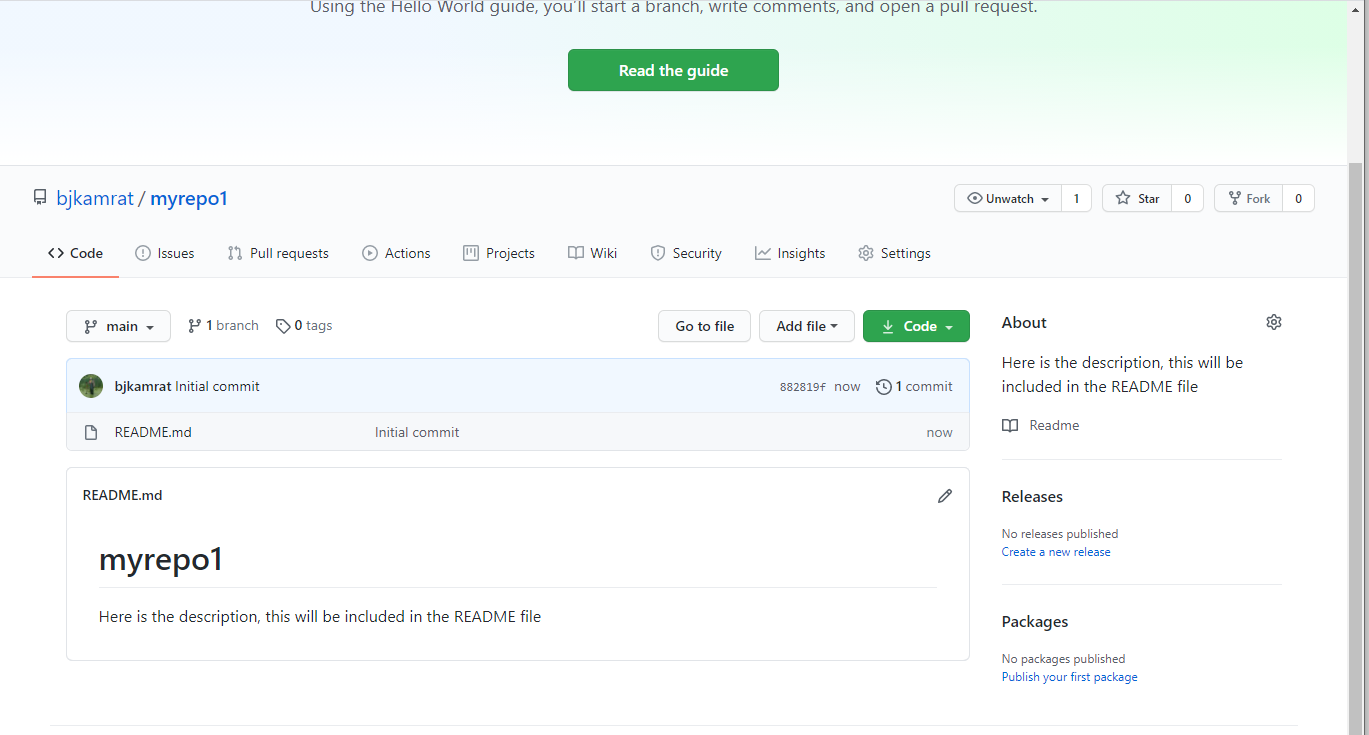 Using the Hello World guide, you'll start a branch, write comments, and open a pull request.
Read the guide
bjkamrat / myrepo1
Unwatch 1 Star 0 Fork 0
Code Issues Pull requests Actions Projects Wiki Security Insights Settings
main 1 branch 0 tags Go to file Add file Code
bjkamrat Initial commit 882819f now 1 commit
README.md Initial commit now
README.md
myrepo1
Here is the description, this will be included in the README file
About
Here is the description, this will be
included in the README file
Readme
Releases
No releases published
Create a new release
Packages
No packages published
Publish your first package